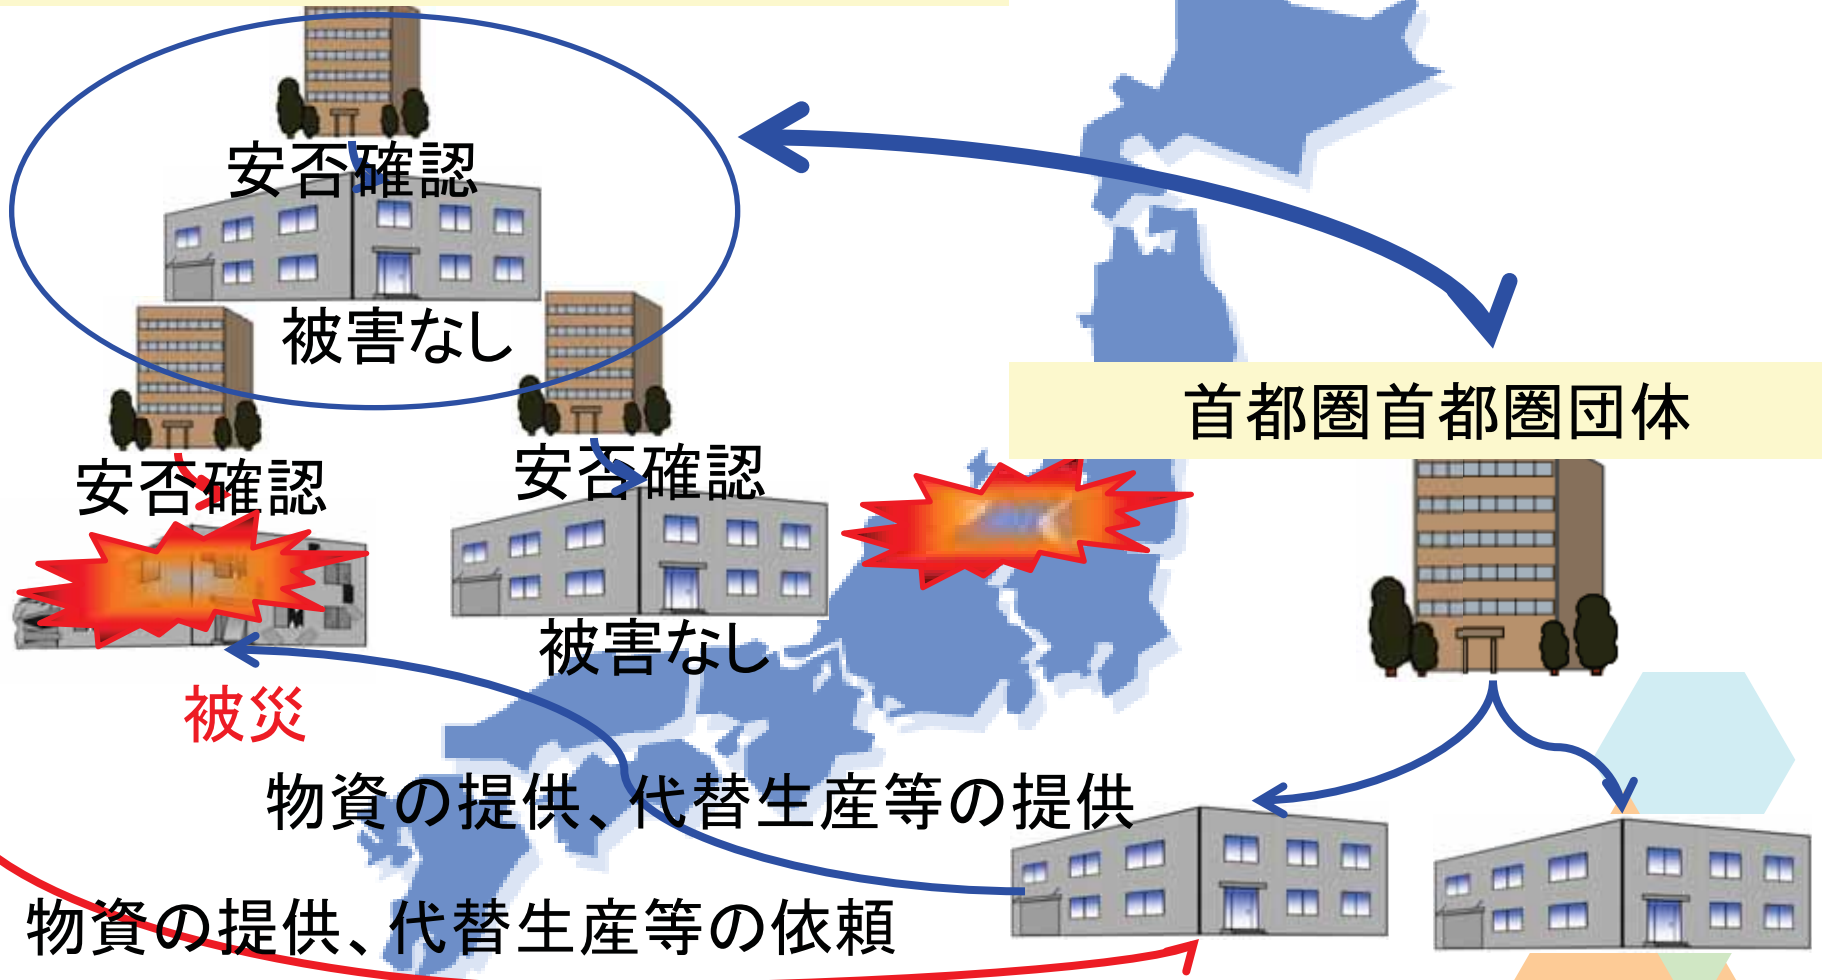 安否確認
被害なし
首都圏首都圏団体
安否確認
安否確認
被害なし
被災
物資の提供、代替生産等の提供
物資の提供、代替生産等の依頼